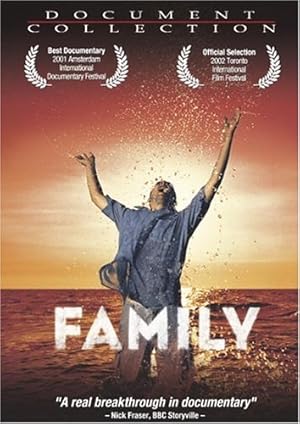 DOCUMENT
COLLECTION
Best Documentary
2001 Amsterdam
International
Documentary Festival
Official Selection
2002 Toronto
International
Film Festival
FAMILY
"A real breakthrough in documentary"
– Nick Fraser, BBC Storyville –